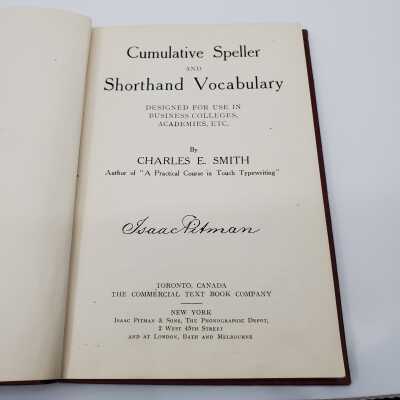 Cumulative Speller
AND
Shorthand Vocabulary
DESIGNED FOR USE IN
BUSINESS COLLEGES,
ACADEMIES, ETC.
By
CHARLES E. SMITH
Author of "A Practical Course in Touch Typewriting"
Isaac Pitman
TORONTO, CANADA
THE COMMERCIAL TEXT BOOK COMPANY
NEW YORK
ISAAC PITMAN & SONS, THE PHONOGRAPHIC DEPOT,
2 WEST 45TH STREET
AND AT LONDON, BATH AND MELBOURNE